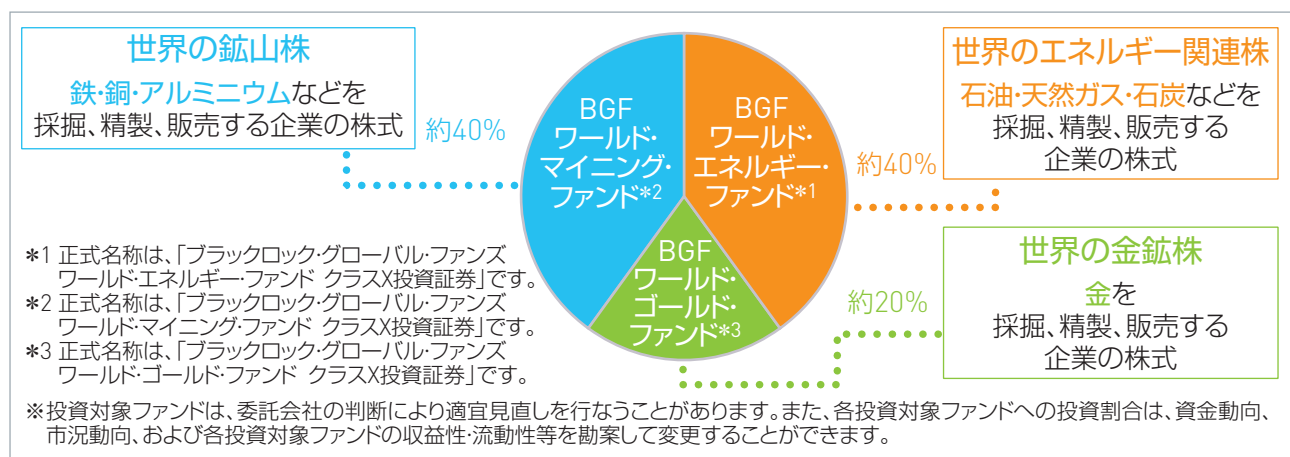 世界の鉱山株
鉄・銅・アルミニウムなどを
採掘、精製、販売する企業の株式
約40%
BGF
ワールド・
マイニング・
ファンド*2
BGF
ワールド・
エネルギー・
ファンド*1
約40%
世界のエネルギー関連株
石油・天然ガス・石炭などを
採掘、精製、販売する
企業の株式
BGF
ワールド・
ゴールド・
ファンド*3
約20%
世界の金鉱株
金を
採掘、精製、販売する
企業の株式
*1 正式名称は、「ブラックロック・グローバル・ファンズ
ワールド・エネルギー・ファンド クラスX投資証券」です。
*2 正式名称は、「ブラックロック・グローバル・ファンズ
ワールド・マイニング・ファンド クラスX投資証券」です。
*3 正式名称は、「ブラックロック・グローバル・ファンズ
ワールド・ゴールド・ファンド クラスX投資証券」です。
※投資対象ファンドは、委託会社の判断により適宜見直しを行なうことがあります。また、各投資対象ファンドへの投資割合は、資金動向、
市況動向、および各投資対象ファンドの収益性・流動性等を勘案して変更することができます。